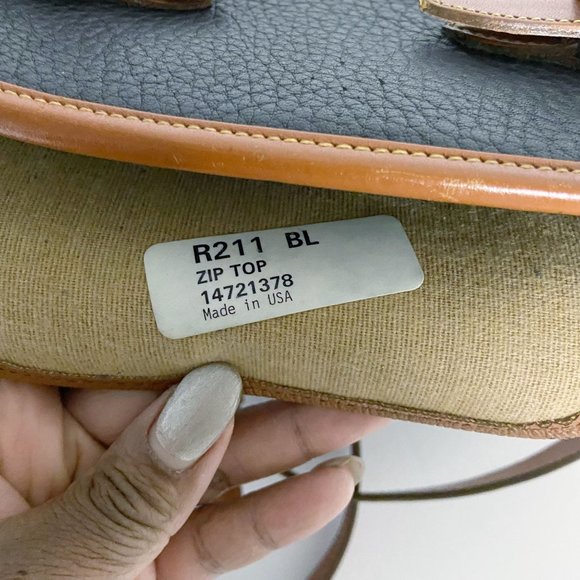 R211 BL
ZIP TOP
14721378
Made in USA